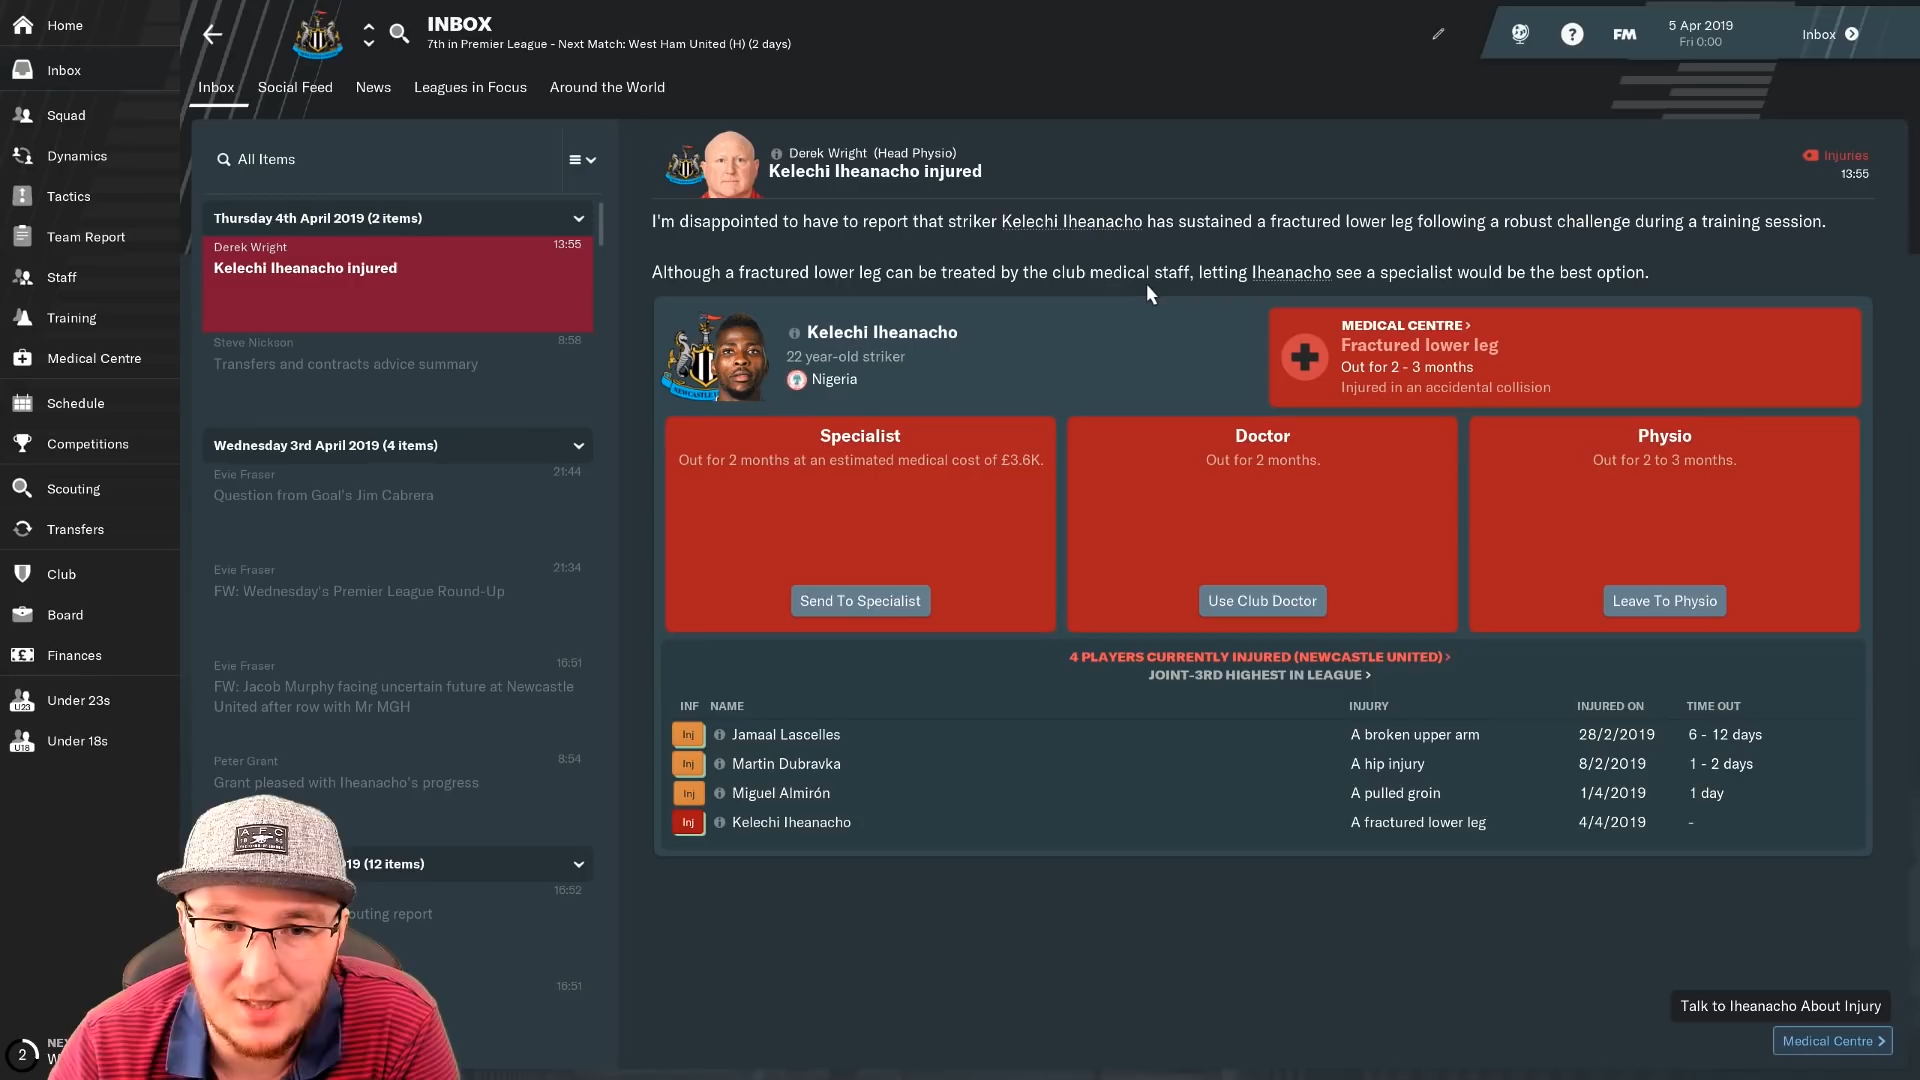 Home
Inbox
Squad
Dynamics
Tactics
Team Report
Staff
Training
Medical Centre
Schedule
Competitions
Scouting
Transfers
Club
Board
Finances
U23
Under 23s
U18
Under 18s
2
INBOX
7th in Premier League - Next Match: West Ham United (H) (2 days)
?
FM
5 Apr 2019
Fri 0:00
Inbox
Inbox
Social Feed
News
Leagues in Focus
Around the World
All Items
Thursday 4th April 2019 (2 items)
Derek Wright
13:55
Kelechi Iheanacho injured
Steve Nickson
8:58
Transfers and contracts advice summary
Wednesday 3rd April 2019 (4 items)
Evie Fraser
21:44
Question from Goal's Jim Cabrera
Evie Fraser
21:34
FW: Wednesday's Premier League Round-Up
Evie Fraser
16:51
FW: Jacob Murphy facing uncertain future at Newcastle
United after row with Mr MGH
Peter Grant
8:54
Grant pleased with Iheanacho's progress
19 (12 items)
16:52
report
16:51
A.F.C
Derek Wright (Head Physio)
Kelechi Iheanacho injured
Injuries
13:55
I'm disappointed to have to report that striker Kelechi Iheanacho has sustained a fractured lower leg following a robust challenge during a training session.
Although a fractured lower leg can be treated by the club medical staff, letting Iheanacho see a specialist would be the best option.
Kelechi Iheanacho
22 year-old striker
Nigeria
MEDICAL CENTRE >
Fractured lower leg
Out for 2 - 3 months
Injured in an accidental collision
Specialist
Out for 2 months at an estimated medical cost of £3.6K.
Send To Specialist
Doctor
Out for 2 months.
Use Club Doctor
Physio
Out for 2 to 3 months.
Leave To Physio
4 PLAYERS CURRENTLY INJURED (NEWCASTLE UNITED) >
JOINT-3RD HIGHEST IN LEAGUE >
INF NAME INJURY INJURED ON TIME OUT
Inj Jamaal Lascelles A broken upper arm 28/2/2019 6 - 12 days
Inj Martin Dubravka A hip injury 8/2/2019 1 - 2 days
Inj Miguel Almirón A pulled groin 1/4/2019 1 day
Inj Kelechi Iheanacho A fractured lower leg 4/4/2019 -
Talk to Iheanacho About Injury
Medical Centre >